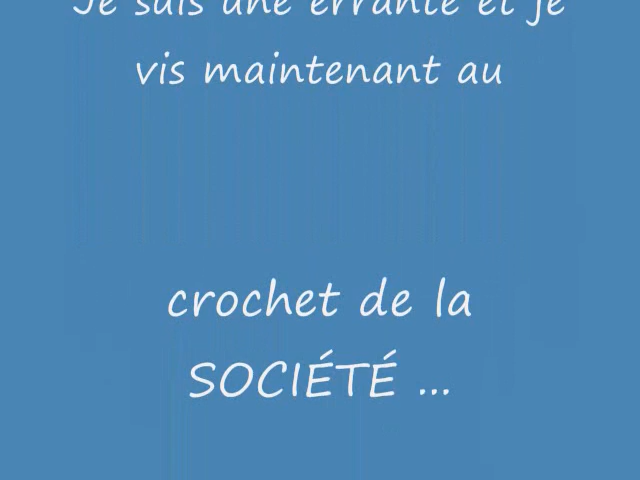 Je suis une errante et je
vis maintenant au
crochet de la
SOCIÉTÉ ...